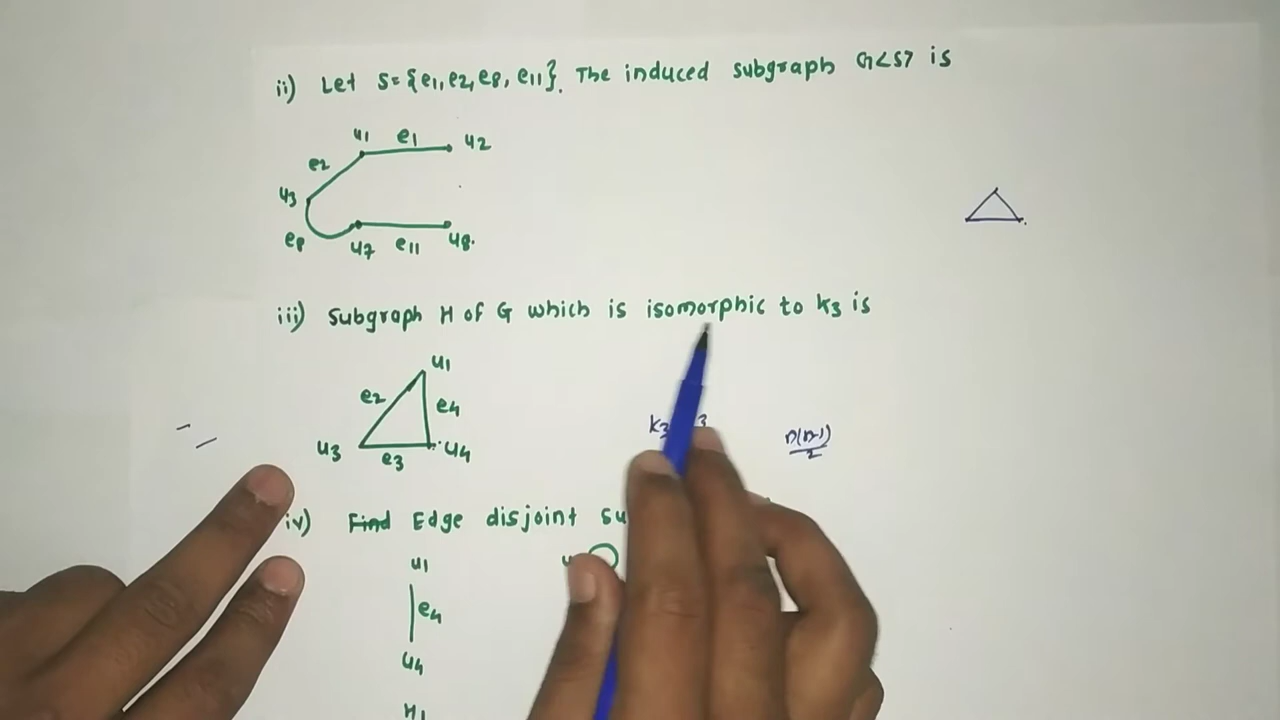 ii) Let S={e1,e2,e8,e11}. The induced subgraph G<S> is
u1 e1 u2
e2
u3
e8 u7 e11 u8.
iii) Subgraph H of G which is isomorphic to K3 is
u1
e2 e4
u3 e3 u4
n(n-1)
2
iv) Find Edge disjoint
u1
e4
u4
H1